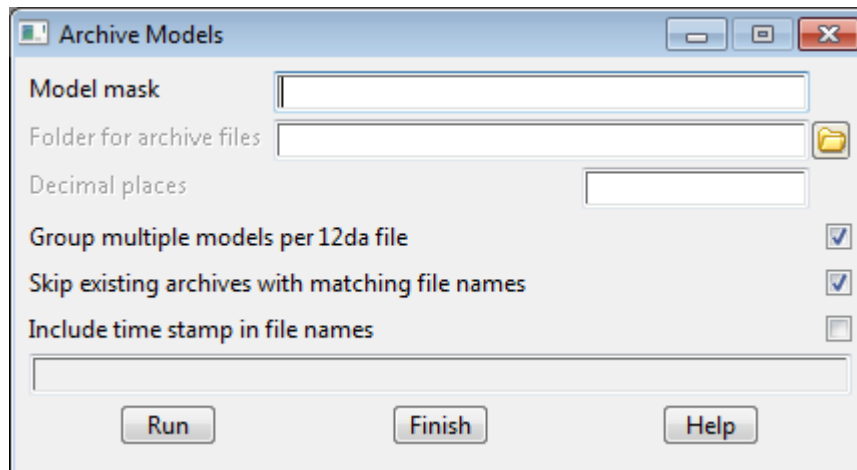 Archive Models
Model mask
Folder for archive files
Decimal places
Group multiple models per 12da file
Skip existing archives with matching file names
Include time stamp in file names
Run Finish Help